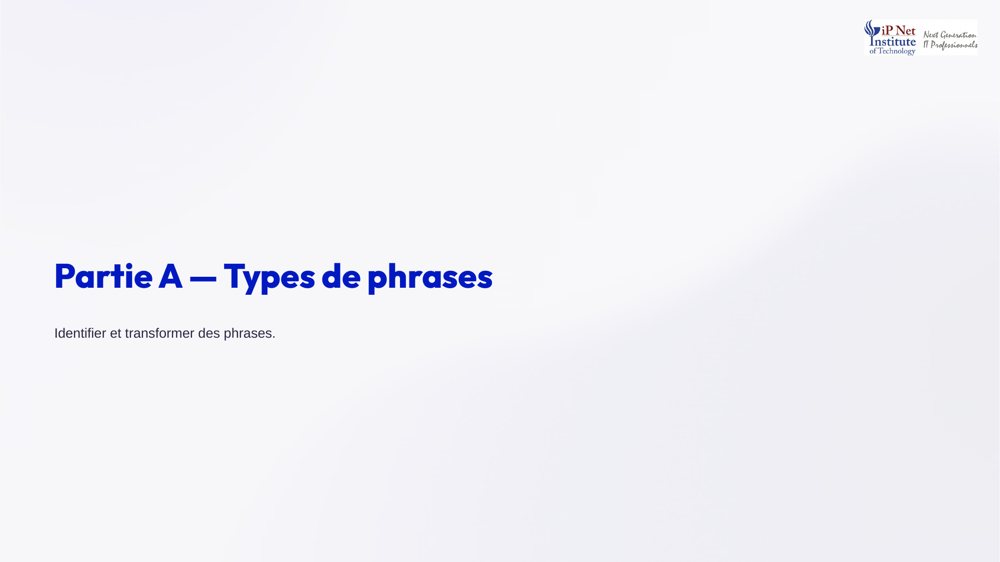 iP Net
Institute
of Technology
Next Generation
IT Professionnels
Partie A — Types de phrases
Identifier et transformer des phrases.